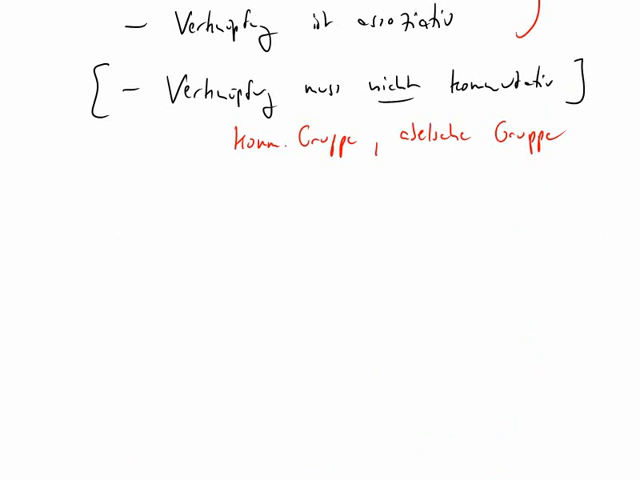 – Verknüpfung ist assoziativ
[ – Verknüpfung muss nicht kommutativ ]
komm. Gruppe, abelsche Gruppe